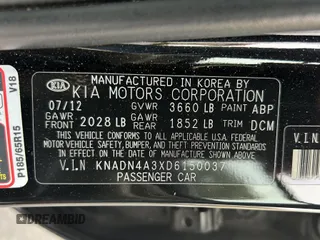 MANUFACTURED IN KOREA BY
KIA KIA MOTORS CORPORATION
07/12 GVWR 3660 LB PAINT ABP
GAWR FRONT 2028 LB GAWR REAR 1852 LB TRIM DCM
THIS VEHICLE CONFORMS TO ALL APPLICABLE U.S. FEDERAL MOTOR
VEHICLE SAFETY, BUMPER, AND THEFT PREVENTION STANDARDS IN
EFFECT ON THE DATE OF MANUFACTURE SHOWN ABOVE.
V.I.N KNADN4A3XD6150037
PASSENGER CAR
P185/65R15
V18
V.I.N
DREAMBID